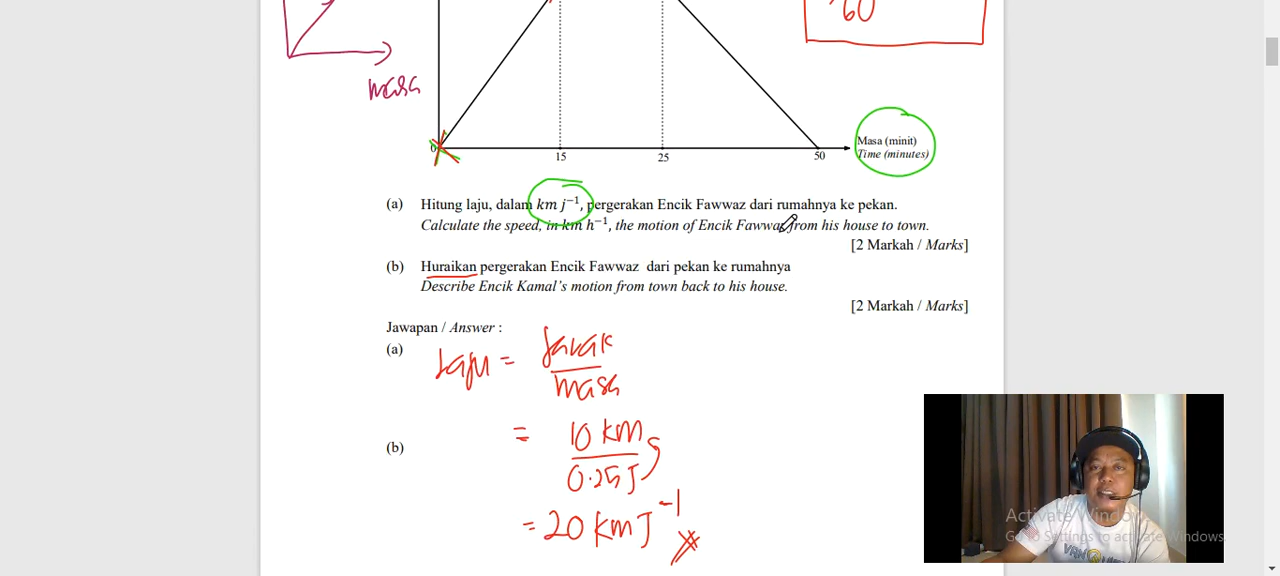 60
masa
0
15
25
50
Masa (minit)
Time (minutes)
(a) Hitung laju, dalam km j⁻¹, pergerakan Encik Fawwaz dari rumahnya ke pekan.
Calculate the speed, in km h⁻¹, the motion of Encik Fawwaz from his house to town.
[2 Markah / Marks]
(b) Huraikan pergerakan Encik Fawwaz dari pekan ke rumahnya
Describe Encik Kamal's motion from town back to his house.
[2 Markah / Marks]
Jawapan / Answer :
(a) Laju = Jarak
masa
= 10 km
(b)
0.25 J
= 20 km J⁻¹
Activate Windows
Go to Settings to activate Windows